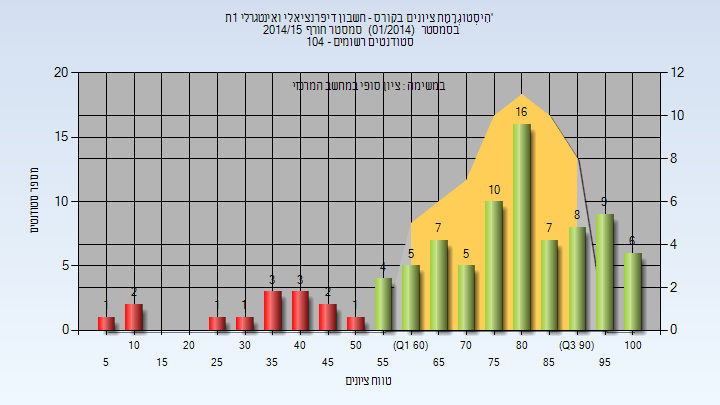 'הִיסְטוֹגְרַמַת ציונים בקורס - חשבון דיפרנציאלי ואינטגרלי 1ת
בסמסטר (01/2014) סמסטר חורף 2014/15
סטודנטים רשומים - 104
במשימה : ציון סופי במחשב המרכזי
מספר סטודנטים
20
15
10
5
0
12
10
8
6
4
2
0
1 2 1 1 3 3 2 1 4 5 7 5 10 16 7 8 9 6
10 20 30 40 50 (Q1 60) 70 80 (Q3 90) 100
5 15 25 35 45 55 65 75 85 95
טווח ציונים